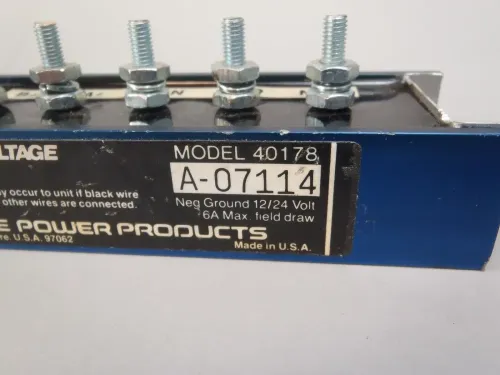 LTAGE
MODEL 40178
A-07114
y occur to unit if black wire
other wires are connected.
Neg Ground 12/24 Volt
6A Max field draw
E POWER PRODUCTS
re. U.S.A. 97062
Made in U.S.A.